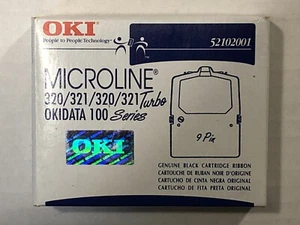 OKI
People to People Technology
52102001
MICROLINE®
320/321/320/321 Turbo
OKIDATA 100 Series
9 Pin
OKI
GENUINE BLACK CARTRIDGE RIBBON
CARTOUCHE DE RUBAN NOIR D'ORIGINE
CARTUCHO DE CINTA NEGRA ORIGINAL
CARTUCHO DE FITA PRETA ORIGINAL